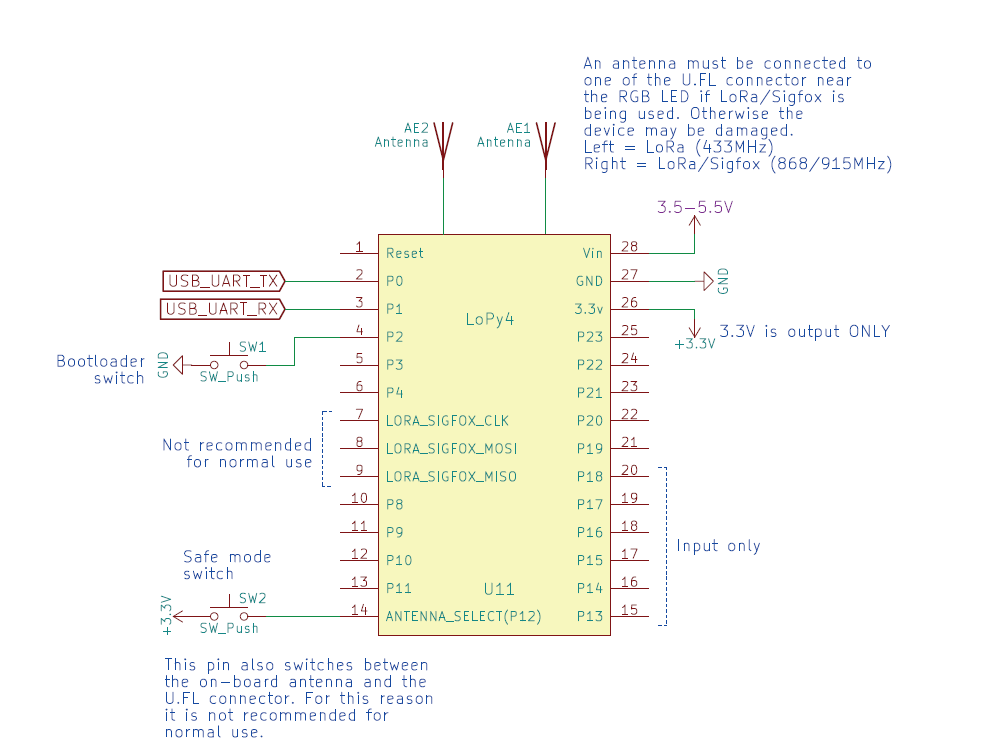 An antenna must be connected to
one of the U.FL connector near
the RGB LED if LoRa/Sigfox is
being used. Otherwise the
device may be damaged.
Left = LoRa (433MHz)
Right = LoRa/Sigfox (868/915MHz)
AE2
Antenna
AE1
Antenna
3.5-5.5V
1 Reset
Vin 28
USB_UART_TX 2 P0
GND 27 GND
USB_UART_RX 3 P1
3.3v 26
LoPy4
+3.3V
3.3V is output ONLY
4 P2
P23 25
Bootloader
switch
GND
SW1
SW_Push
5 P3
P22 24
6 P4
P21 23
7 LORA_SIGFOX_CLK
P20 22
Not recommended
for normal use
8 LORA_SIGFOX_MOSI
P19 21
9 LORA_SIGFOX_MISO
P18 20
10 P8
P17 19
11 P9
P16 18
Input only
12 P10
P15 17
13 P11
U11
P14 16
Safe mode
switch
+3.3V
SW2
SW_Push
14 ANTENNA_SELECT(P12)
P13 15
This pin also switches between
the on-board antenna and the
U.FL connector. For this reason
it is not recommended for
normal use.